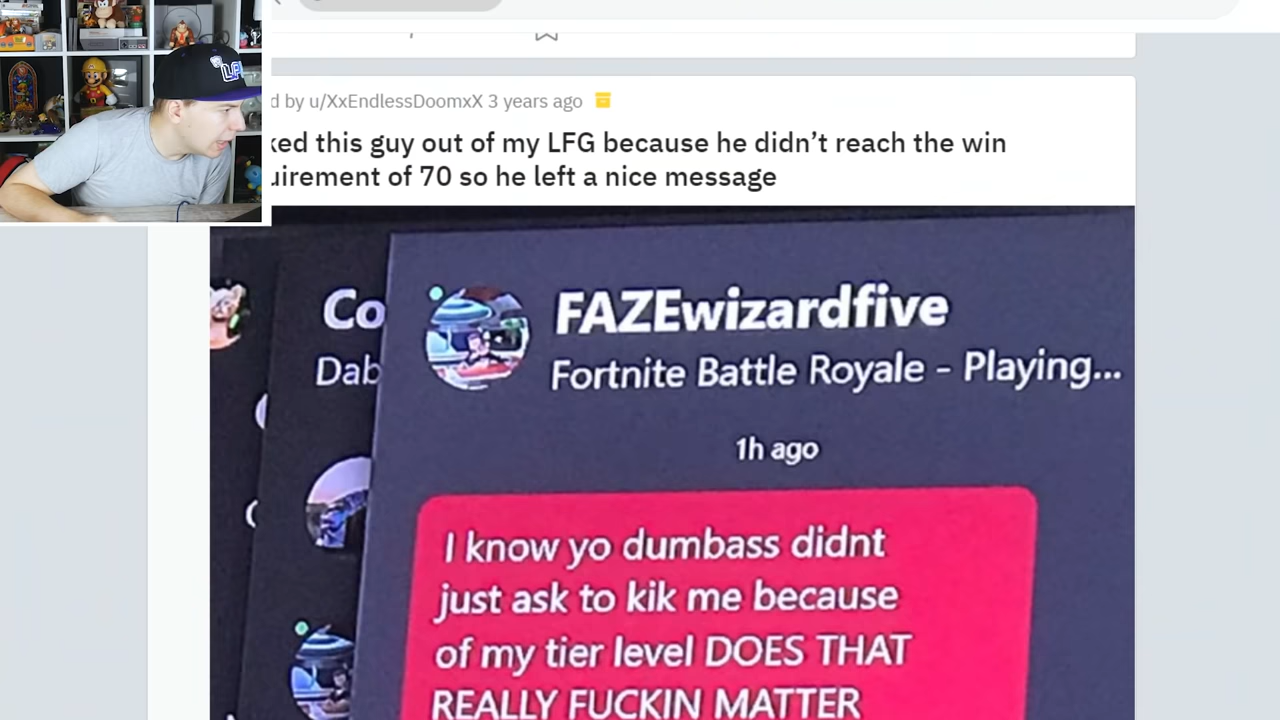 d by u/XxEndlessDoomxX 3 years ago
ked this guy out of my LFG because he didn’t reach the win
uirement of 70 so he left a nice message
Co
Dab
FAZEwizardfive
Fortnite Battle Royale - Playing...
1h ago
I know yo dumbass didnt
just ask to kik me because
of my tier level DOES THAT
REALLY FUCKIN MATTER